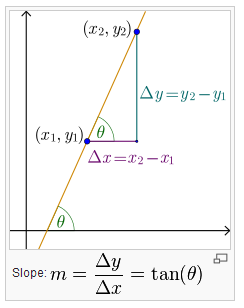 (x₂, y₂)
Δy=y₂−y₁
(x₁, y₁)
θ
Δx=x₂−x₁
θ
Slope: m = Δy/Δx = tan(θ)